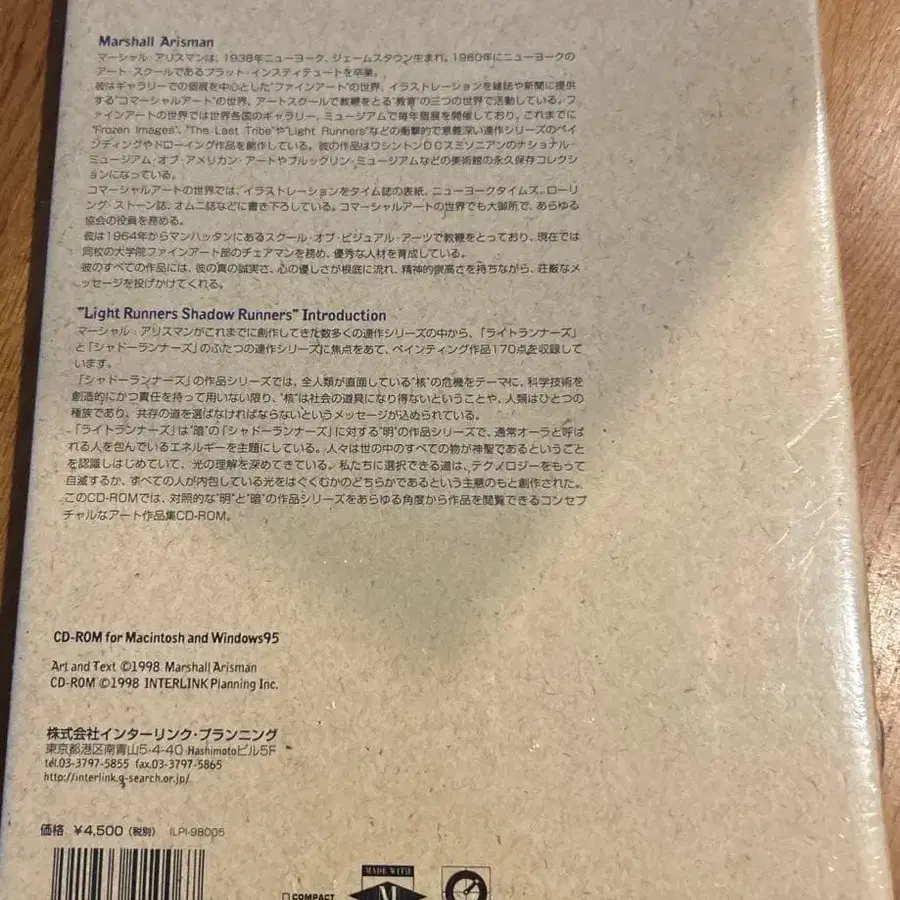 Marshall Arisman
マーシャル・アリスマンは、1938年ニューヨーク、ジェームスタウン生まれ。1960年にニューヨークの
アート・スクールであるプラット・インスティテュートを卒業。
彼はギャラリーでの個展を中心とした"ファインアート"の世界、イラストレーションを雑誌や新聞に提供
する"コマーシャルアート"の世界、アートスクールで教鞭をとる"教育"の三つの世界で活動している。フ
ァインアートの世界では世界各国のギャラリー、ミュージアムで毎年個展を開催しており、これまでに
"Frozen Images"、"The Last Tribe"や"Light Runners"などの衝撃的で意義深い連作シリーズのペイ
ンティングやドローイング作品を創作している。彼の作品はワシントンDCスミソニアンのナショナル・
ミュージアム・オブ・アメリカン・アートやブルックリン・ミュージアムなどの美術館の永久保存コレクシ
ョンになっている。
コマーシャルアートの世界では、イラストレーションをタイム誌の表紙、ニューヨークタイムズ、ローリ
ング・ストーン誌、オムニ誌などに書き下ろしている。コマーシャルアートの世界でも大御所で、あらゆる
協会の役員を務める。
彼は1964年からマンハッタンにあるスクール・オブ・ビジュアル・アーツで教鞭をとっており、現在では
同校の大学院ファインアート部のチェアマンを務め、優秀な人材を育成している。
彼のすべての作品には、彼の真の誠実さ、心の優しさが根底に流れ、精神的崇高さを持ちながら、荘厳なメ
ッセージを投げかけてくれる。
"Light Runners Shadow Runners" Introduction
マーシャル・アリスマンがこれまでに創作してきた数多くの連作シリーズの中から、「ライトランナーズ」
と「シャドーランナーズ」のふたつの連作シリーズに焦点をあて、ペインティング作品170点を収録して
います。
「シャドーランナーズ」の作品シリーズでは、全人類が直面している"核"の危機をテーマに、科学技術を
創造的にかつ責任を持って用いない限り、"核"は社会の道具になり得ないということや、人類はひとつの
種族であり、共存の道を選ばなければならないというメッセージが込められている。
「ライトランナーズ」は"暗"の「シャドーランナーズ」に対する"明"の作品シリーズで、通常オーラと呼ば
れる人を包んでいるエネルギーを主題にしている。人々は世の中のすべての物が神聖であるということ
を認識しはじめていて、光の理解を深めてきている。私たちに選択できる道は、テクノロジーをもって
自滅するか、すべての人が内包している光をはぐくむかのどちらかであるという主意のもと創作された。
このCD-ROMでは、対照的な"明"と"暗"の作品シリーズをあらゆる角度から作品を閲覧できるコンセプ
チャルなアート作品集CD-ROM。
CD-ROM for Macintosh and Windows95
Art and Text ©1998 Marshall Arisman
CD-ROM ©1998 INTERLINK Planning Inc.
株式会社インターリンク・プランニング
東京都港区南青山5-4-40 Hashimotoビル5F
tel.03-3797-5855 fax.03-3797-5865
http://interlink.g-search.or.jp/
価格 ¥4,500（税別） ILPI-98005
MADE WITH
COMPACT